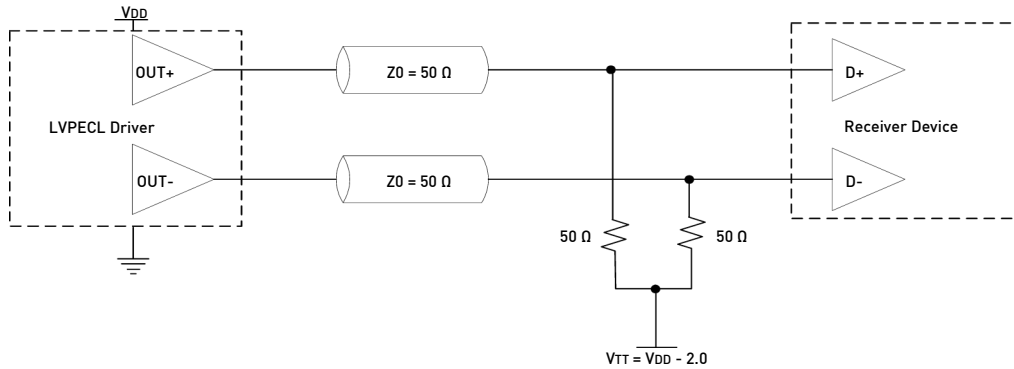 VDD
OUT+
Z0 = 50 Ω
D+
LVPECL Driver
Receiver Device
OUT-
Z0 = 50 Ω
D-
50 Ω
50 Ω
VTT = VDD - 2.0